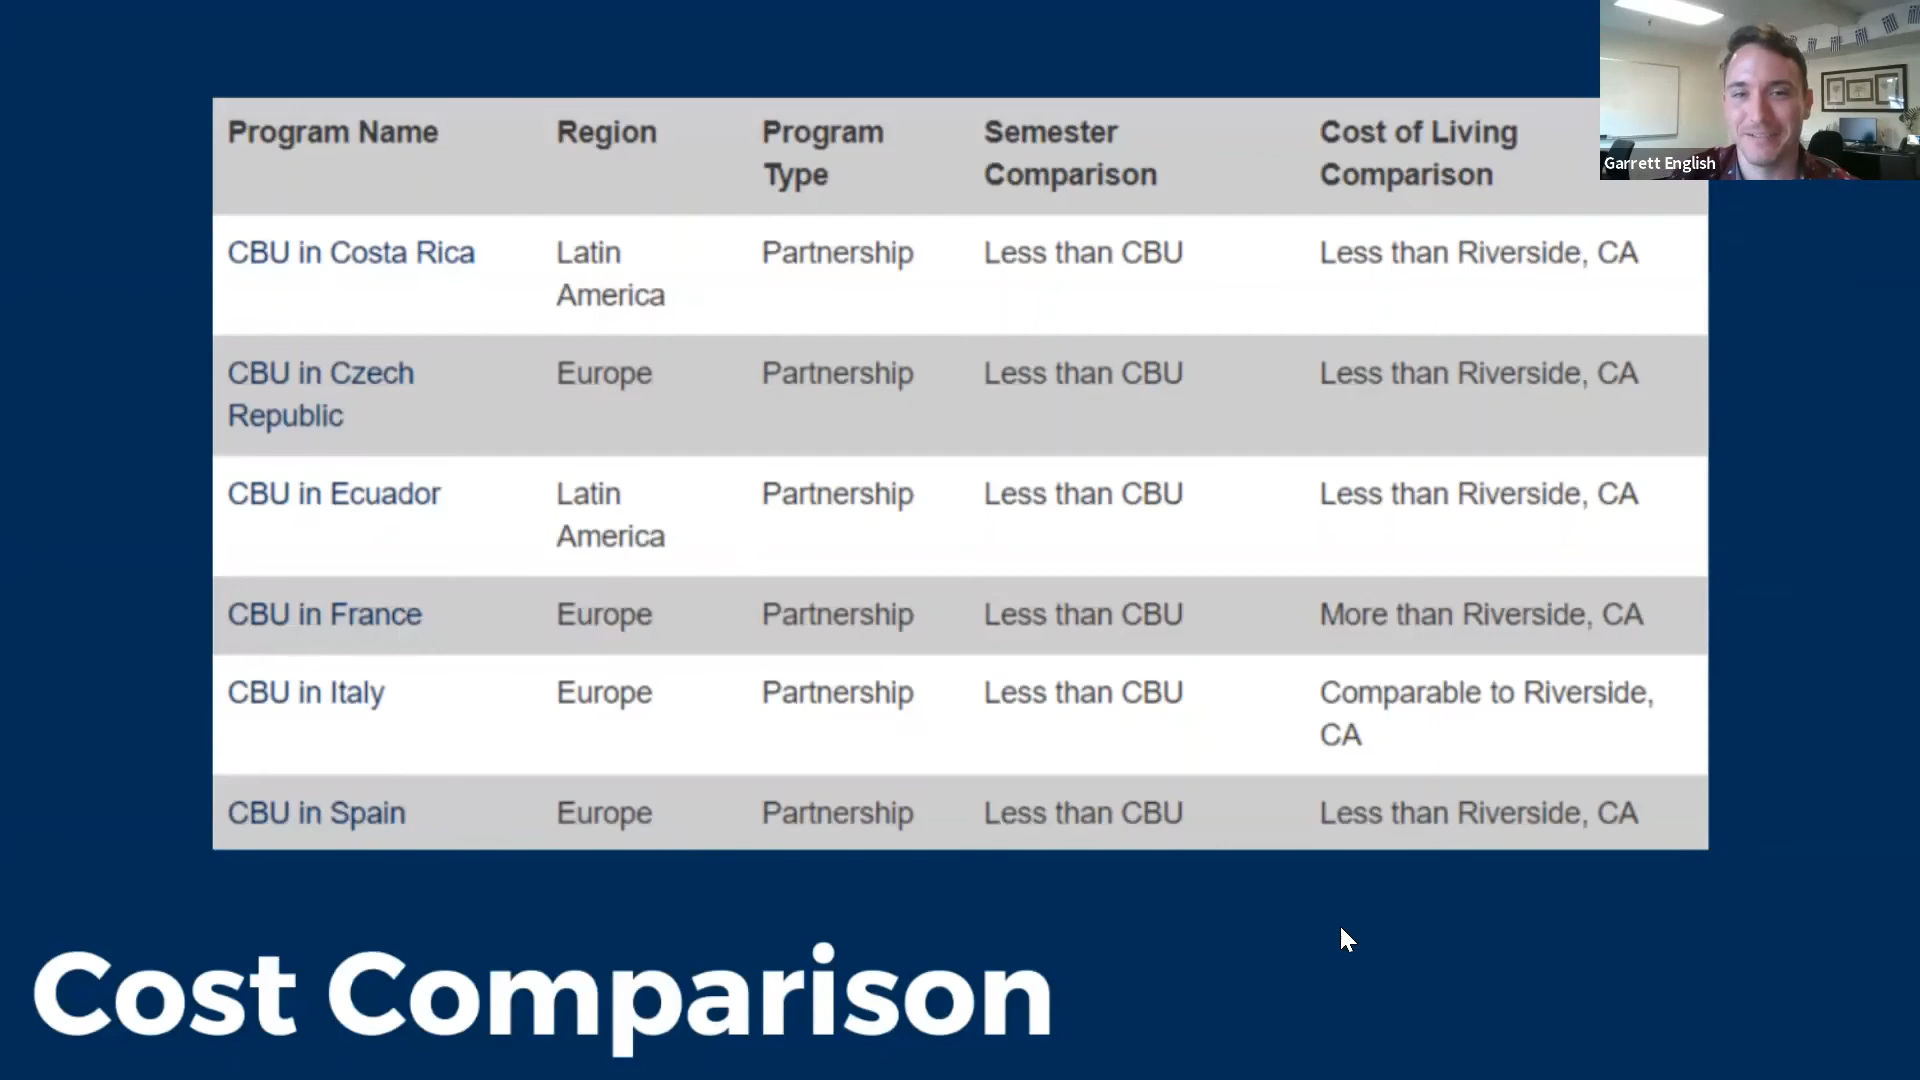 Program Name Region Program Type Semester Comparison Cost of Living Comparison
CBU in Costa Rica Latin America Partnership Less than CBU Less than Riverside, CA
CBU in Czech Republic Europe Partnership Less than CBU Less than Riverside, CA
CBU in Ecuador Latin America Partnership Less than CBU Less than Riverside, CA
CBU in France Europe Partnership Less than CBU More than Riverside, CA
CBU in Italy Europe Partnership Less than CBU Comparable to Riverside, CA
CBU in Spain Europe Partnership Less than CBU Less than Riverside, CA
Cost Comparison
Garrett English